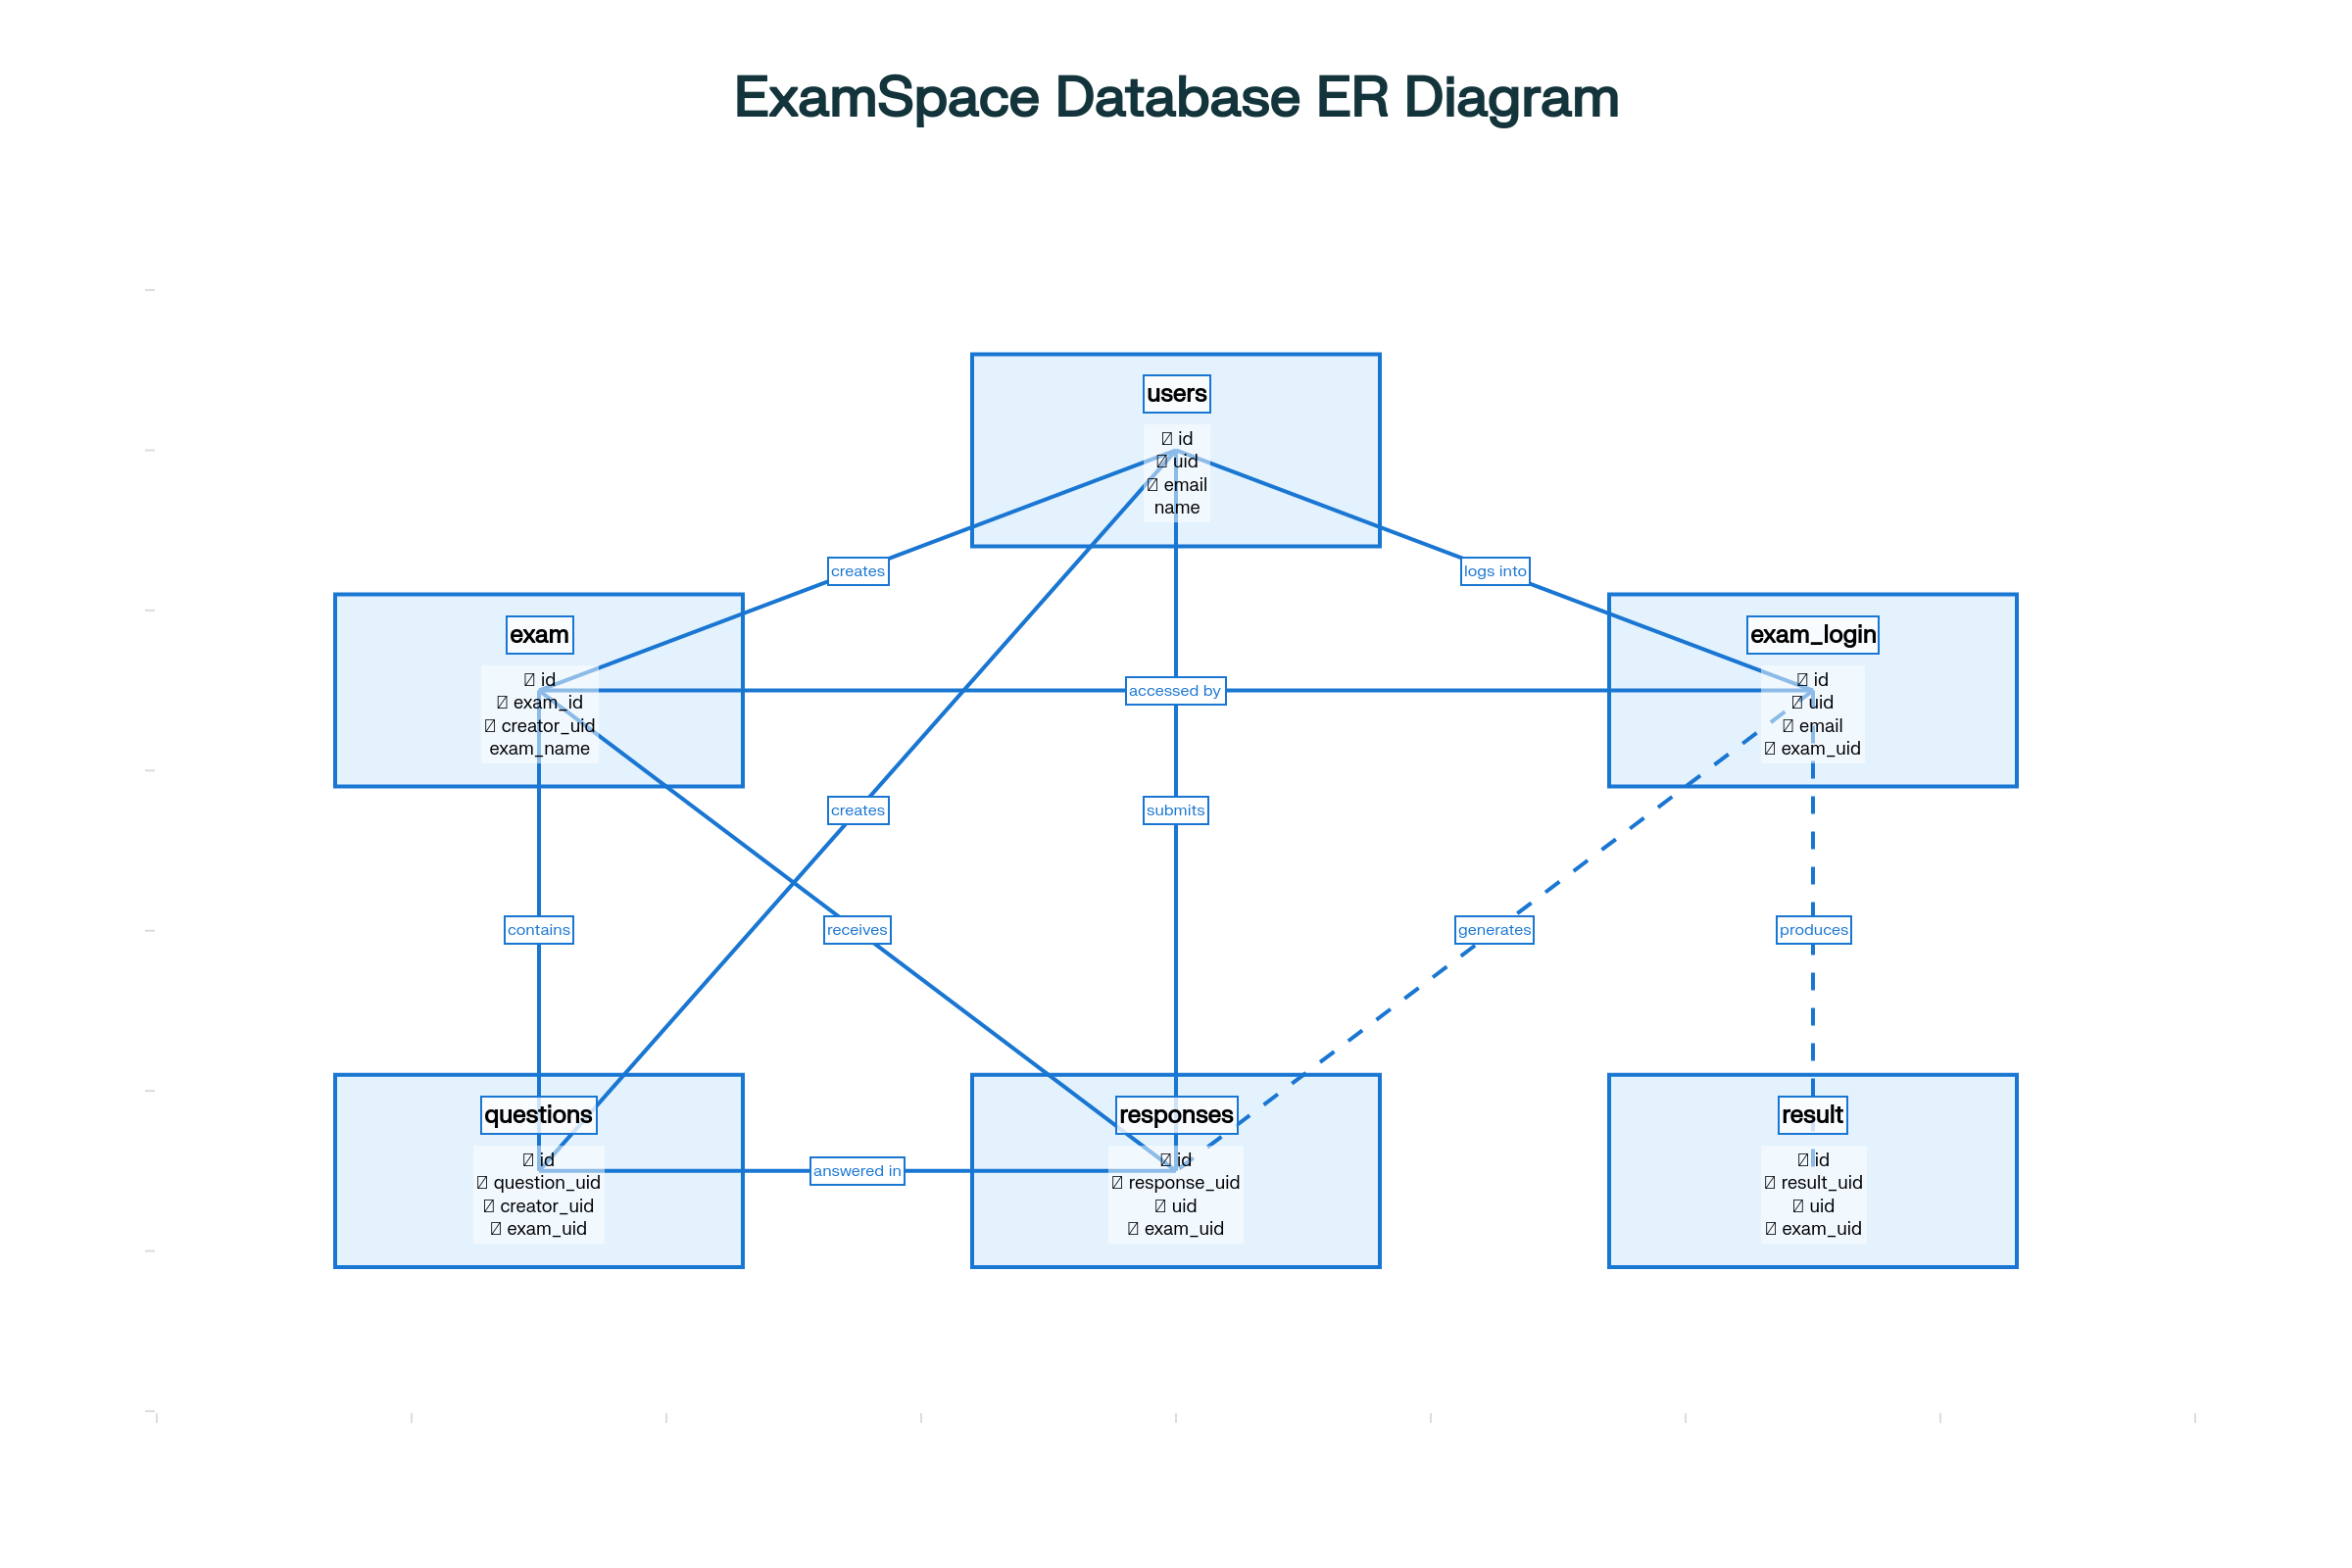 ExamSpace Database ER Diagram
users
id
uid
email
name
creates
logs into
exam
id
exam_id
creator_uid
exam_name
accessed by
exam_login
id
uid
email
exam_uid
creates
submits
contains
receives
generates
produces
questions
id
question_uid
creator_uid
exam_uid
answered in
responses
id
response_uid
uid
exam_uid
result
id
result_uid
uid
exam_uid